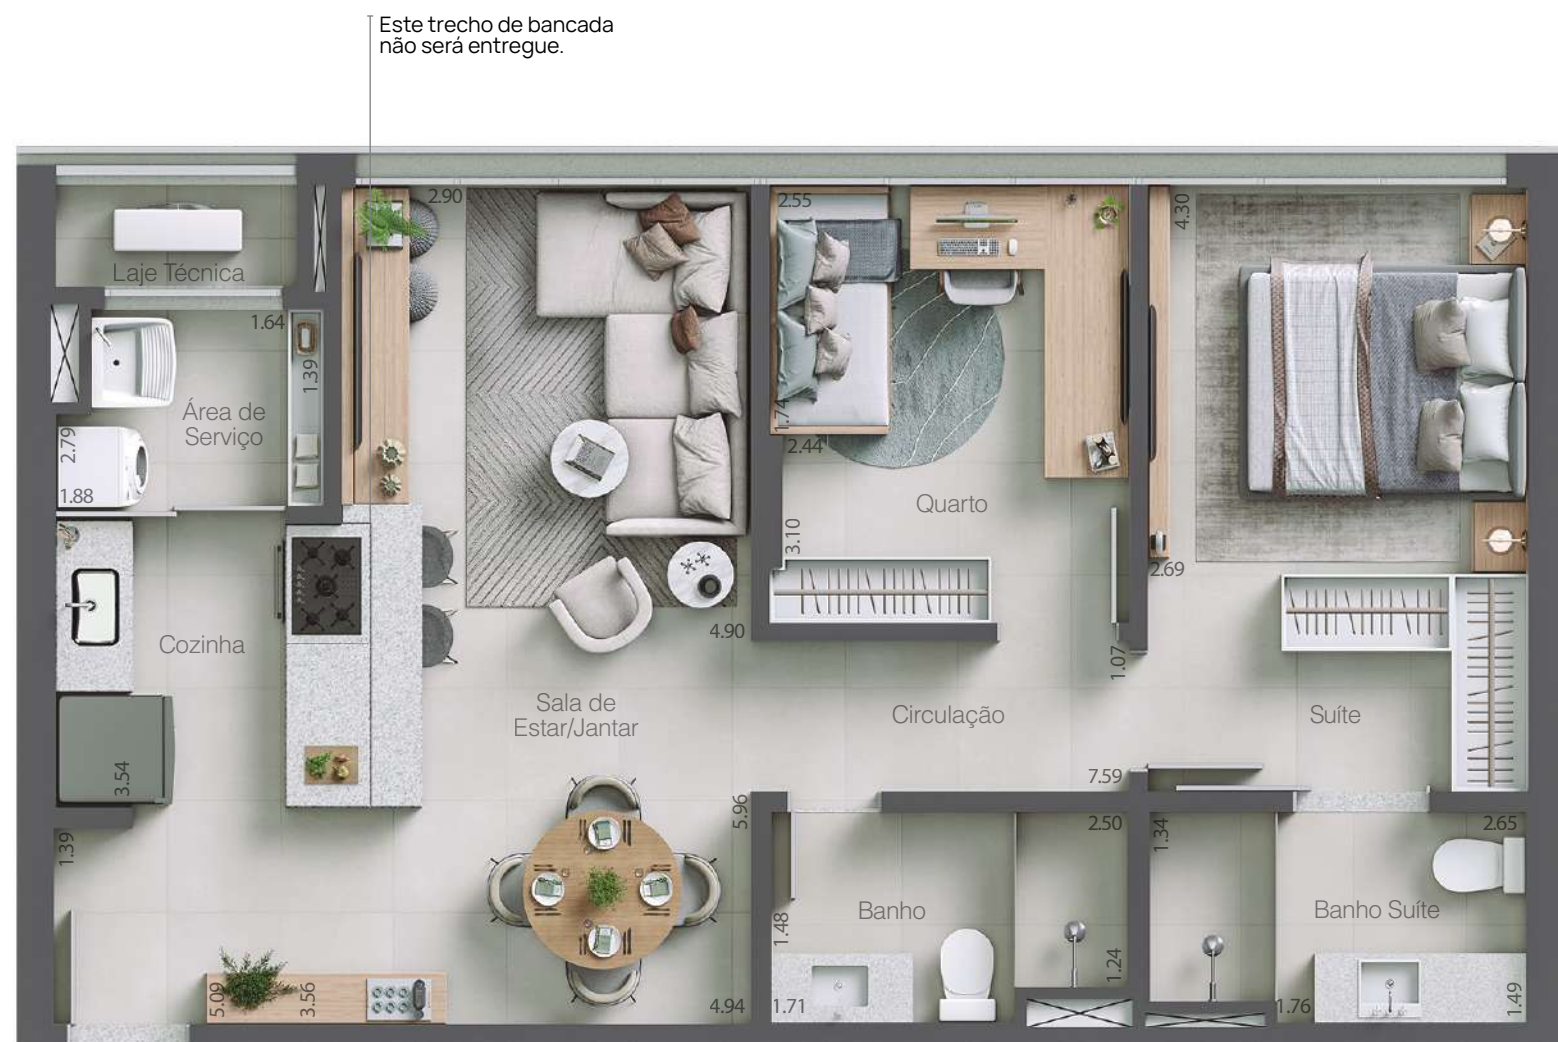 Este trecho de bancada
não será entregue.
2.90
2.55
4.30
Laje Técnica
1.64
1.39
Área de
Serviço
2.79
1.88
1.74
2.44
Quarto
3.10
2.69
4.90
Cozinha
1.07
Sala de
Estar/Jantar
Circulação
Suíte
3.54
7.59
5.96
1.39
2.50
1.34
2.65
Banho
Banho Suíte
1.48
1.24
5.09
3.56
4.94
1.71
1.76
1.49